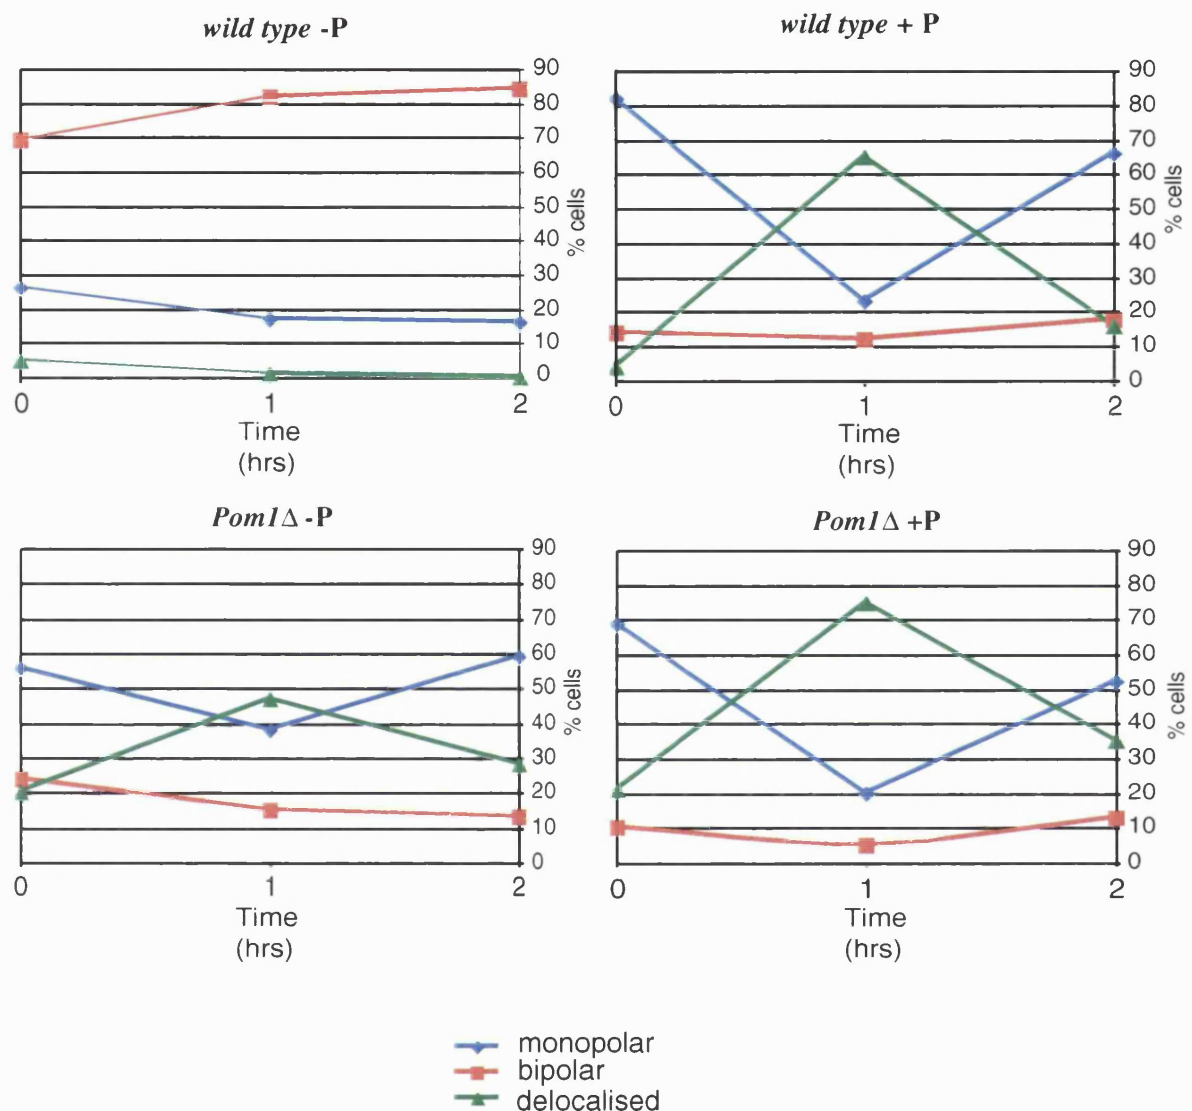 wild type -P
90
80
70
60
50
40
30
20
10
0
% cells
0 1 2
Time
(hrs)
wild type + P
90
80
70
60
50
40
30
20
10
0
% cells
0 1 2
Time
(hrs)
Pom1Δ -P
90
80
70
60
50
40
30
20
10
0
% cells
0 1 2
Time
(hrs)
Pom1Δ +P
90
80
70
60
50
40
30
20
10
0
% cells
0 1 2
Time
(hrs)
monopolar
bipolar
delocalised